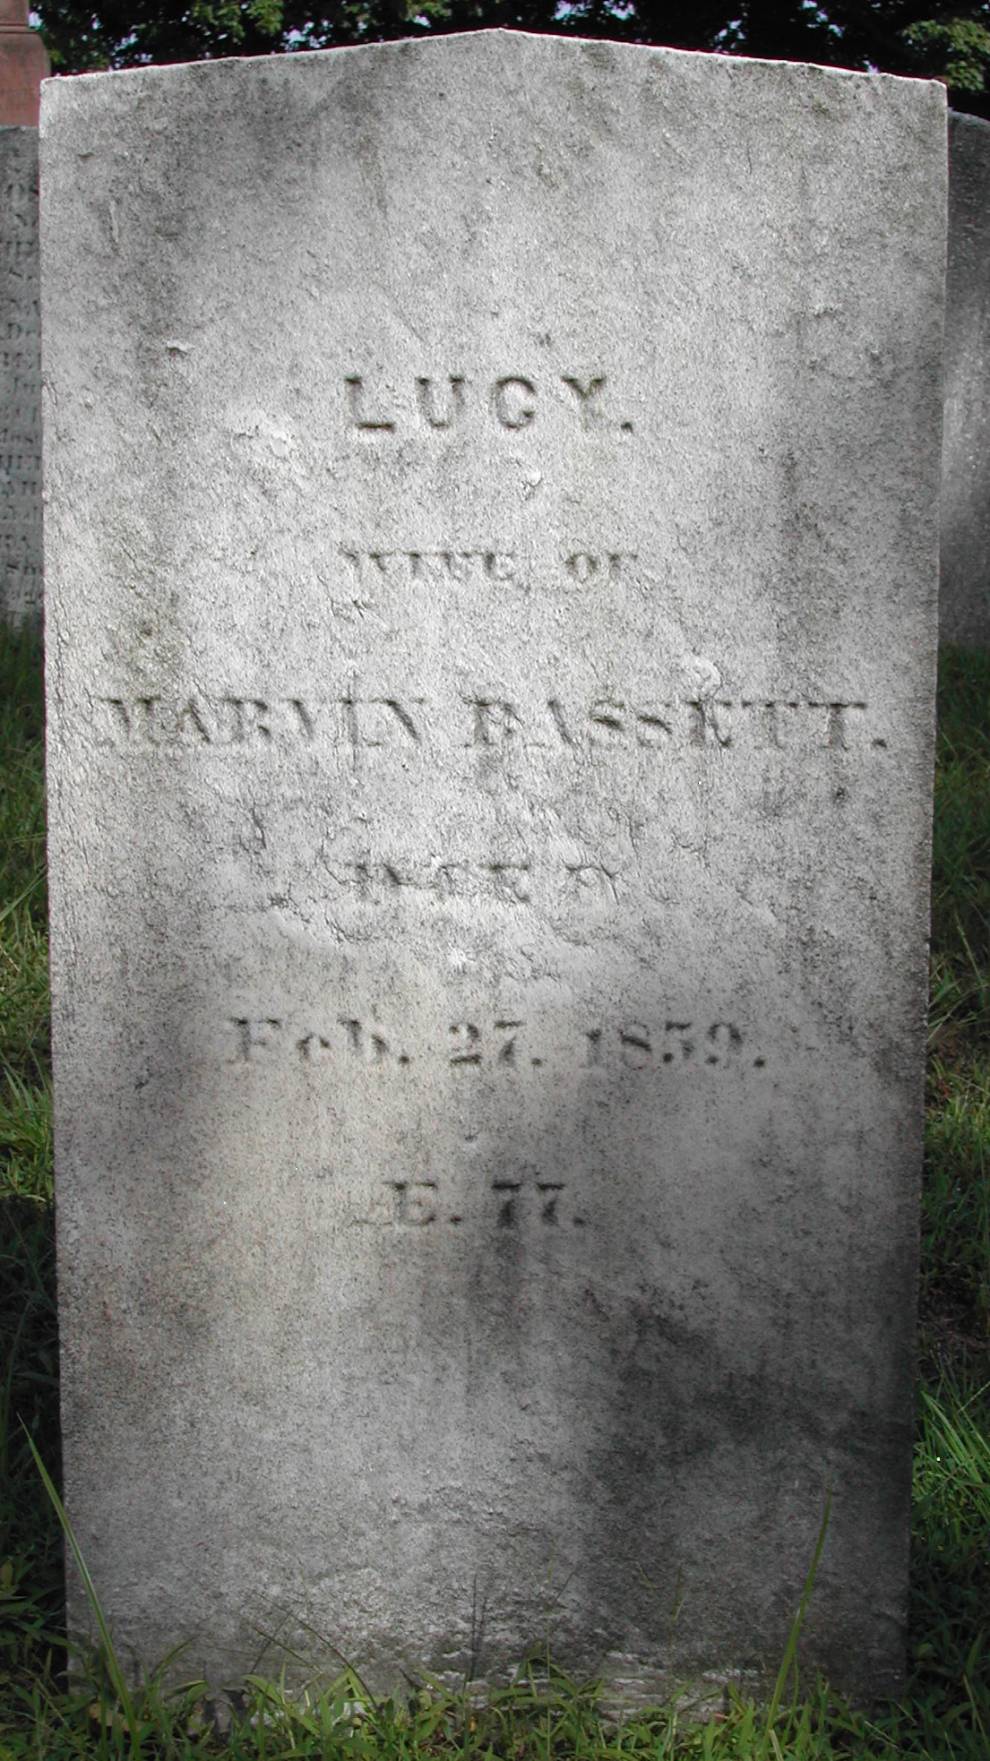 LUCY.
WIFE OF
MARVIN BASSETT.
DIED
Feb. 27. 1859.
Æ. 77.